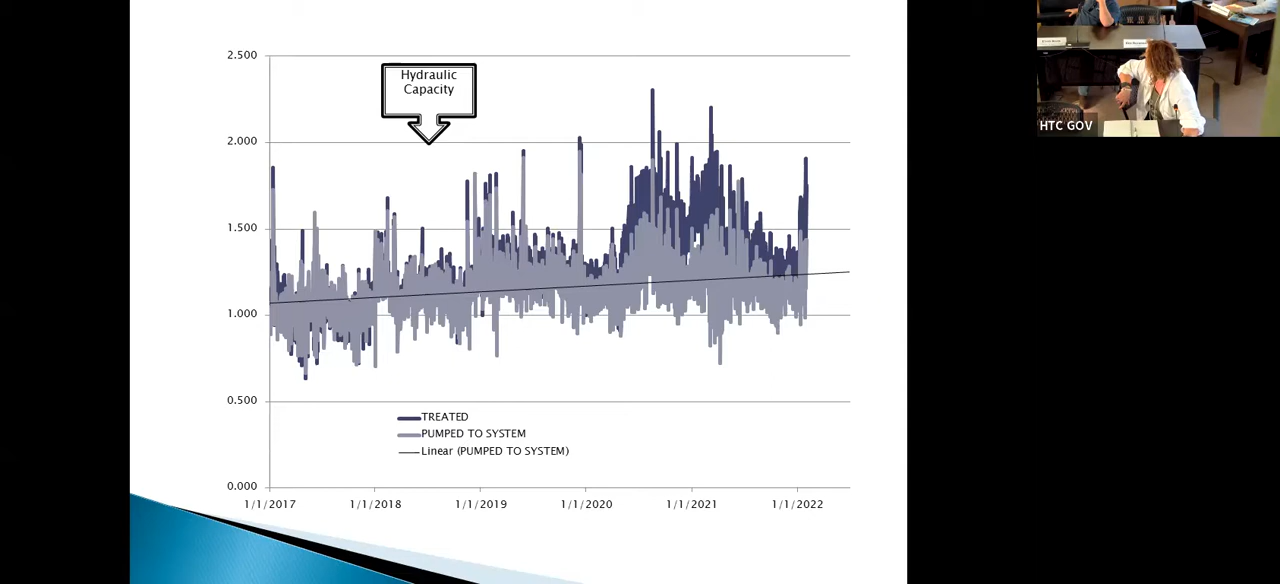 2.500
Hydraulic
Capacity
2.000
1.500
1.000
0.500
TREATED
PUMPED TO SYSTEM
Linear (PUMPED TO SYSTEM)
0.000
1/1/2017 1/1/2018 1/1/2019 1/1/2020 1/1/2021 1/1/2022
HTC GOV